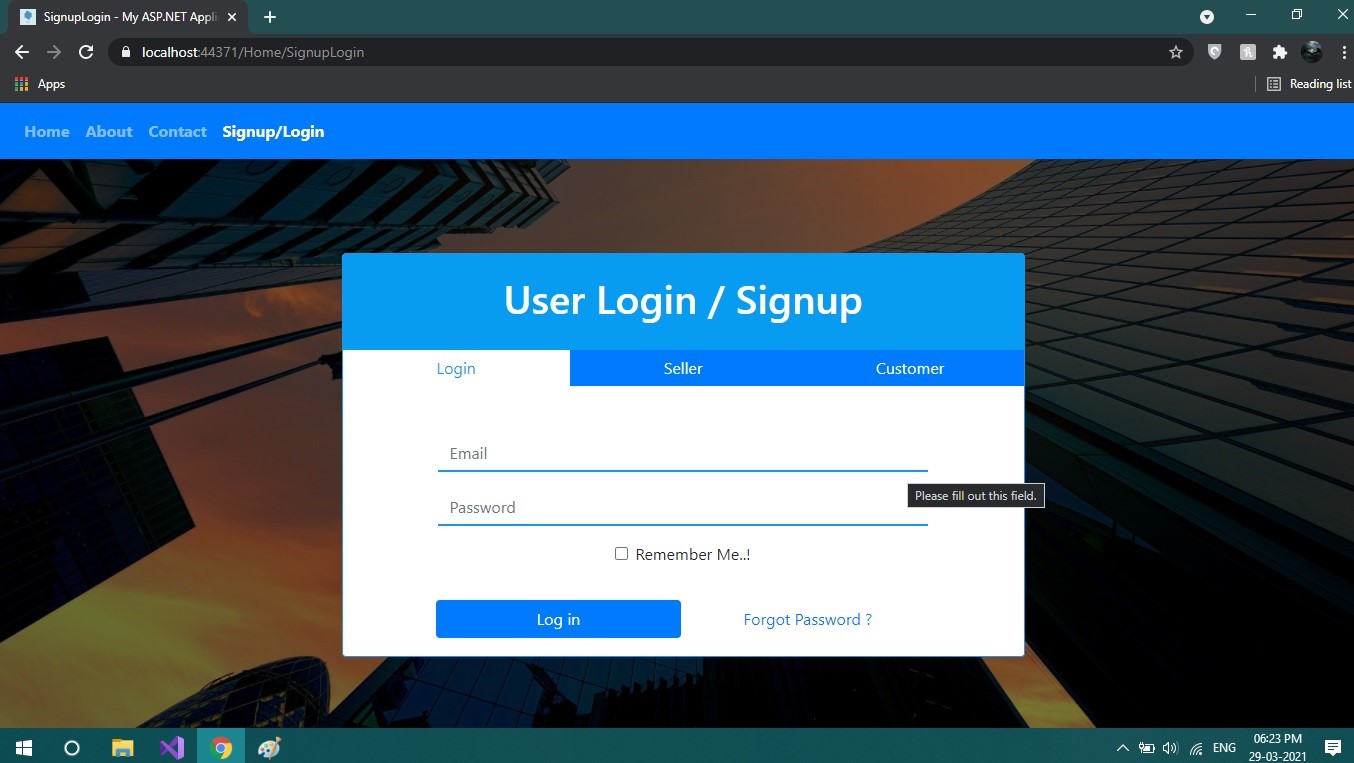 SignupLogin - My ASP.NET Appli
localhost:44371/Home/SignupLogin
Apps
Reading list
Home About Contact Signup/Login
User Login / Signup
Login Seller Customer
Email
Please fill out this field.
Password
Remember Me..!
Log in Forgot Password ?
ENG
06:23 PM
29-03-2021